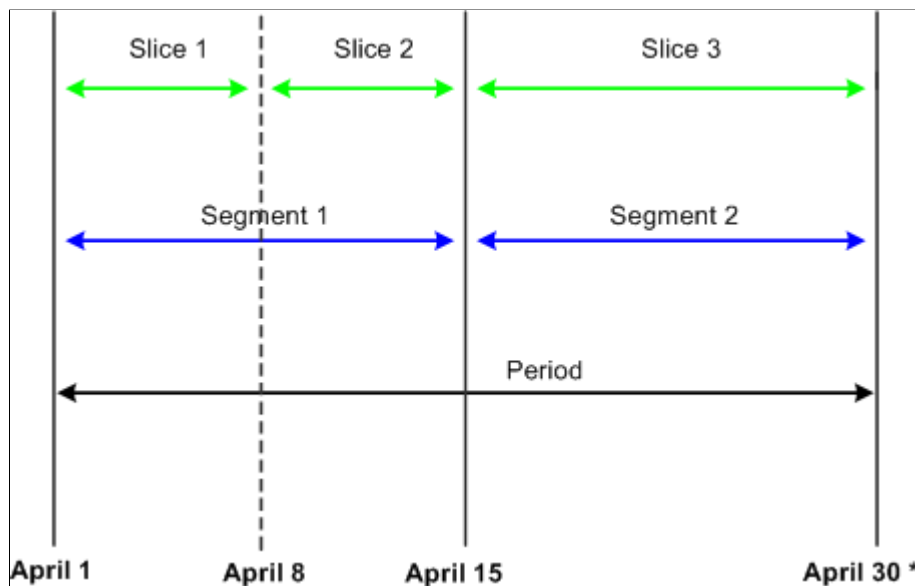 Slice 1
Slice 2
Slice 3
Segment 1
Segment 2
Period
April 1
April 8
April 15
April 30 *